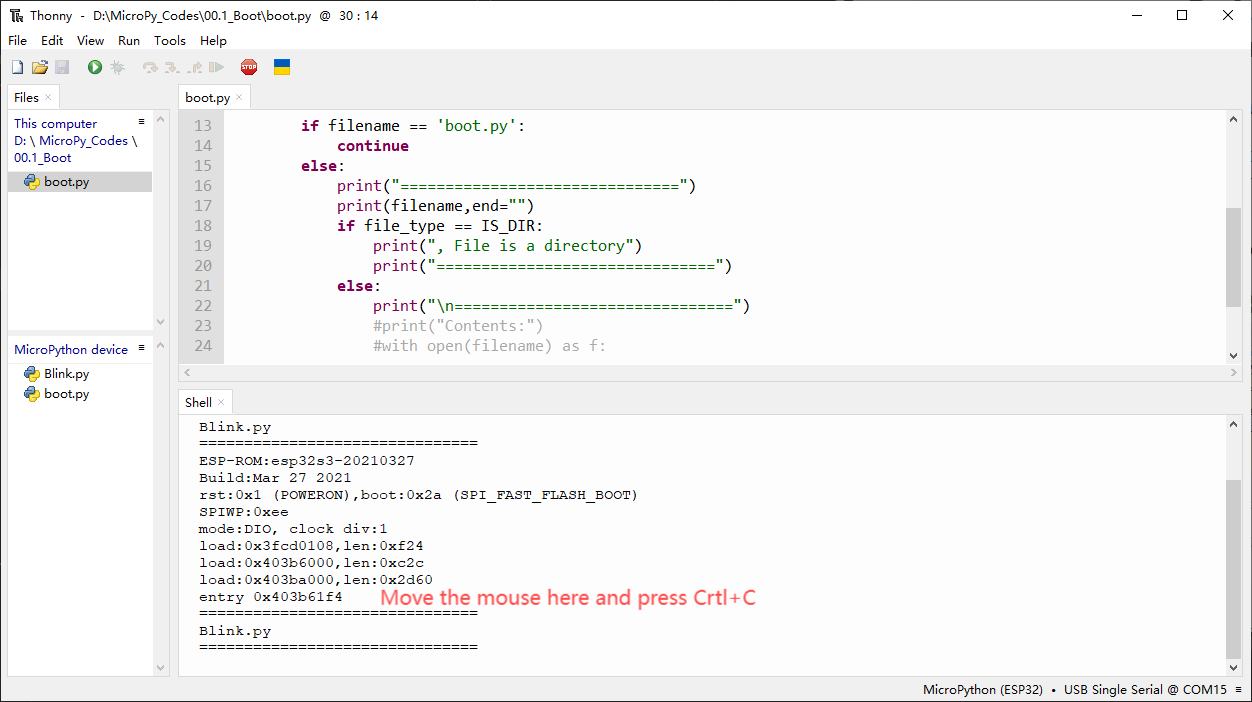 Thonny - D:\MicroPy_Codes\00.1_Boot\boot.py @ 30 : 14
File Edit View Run Tools Help
STOP
Files ×
This computer ≡
D: \ MicroPy_Codes \
00.1_Boot
boot.py
MicroPython device ≡
Blink.py
boot.py
boot.py ×
13 if filename == 'boot.py':
14 continue
15 else:
16 print("===============================")
17 print(filename,end="")
18 if file_type == IS_DIR:
19 print(", File is a directory")
20 print("===============================")
21 else:
22 print("\n===============================")
23 #print("Contents:")
24 #with open(filename) as f:
Shell ×
Blink.py
===============================
ESP-ROM:esp32s3-20210327
Build:Mar 27 2021
rst:0x1 (POWERON),boot:0x2a (SPI_FAST_FLASH_BOOT)
SPIWP:0xee
mode:DIO, clock div:1
load:0x3fcd0108,len:0xf24
load:0x403b6000,len:0xc2c
load:0x403ba000,len:0x2d60
entry 0x403b61f4 Move the mouse here and press Crtl+C
===============================
Blink.py
===============================
MicroPython (ESP32) • USB Single Serial @ COM15 ≡